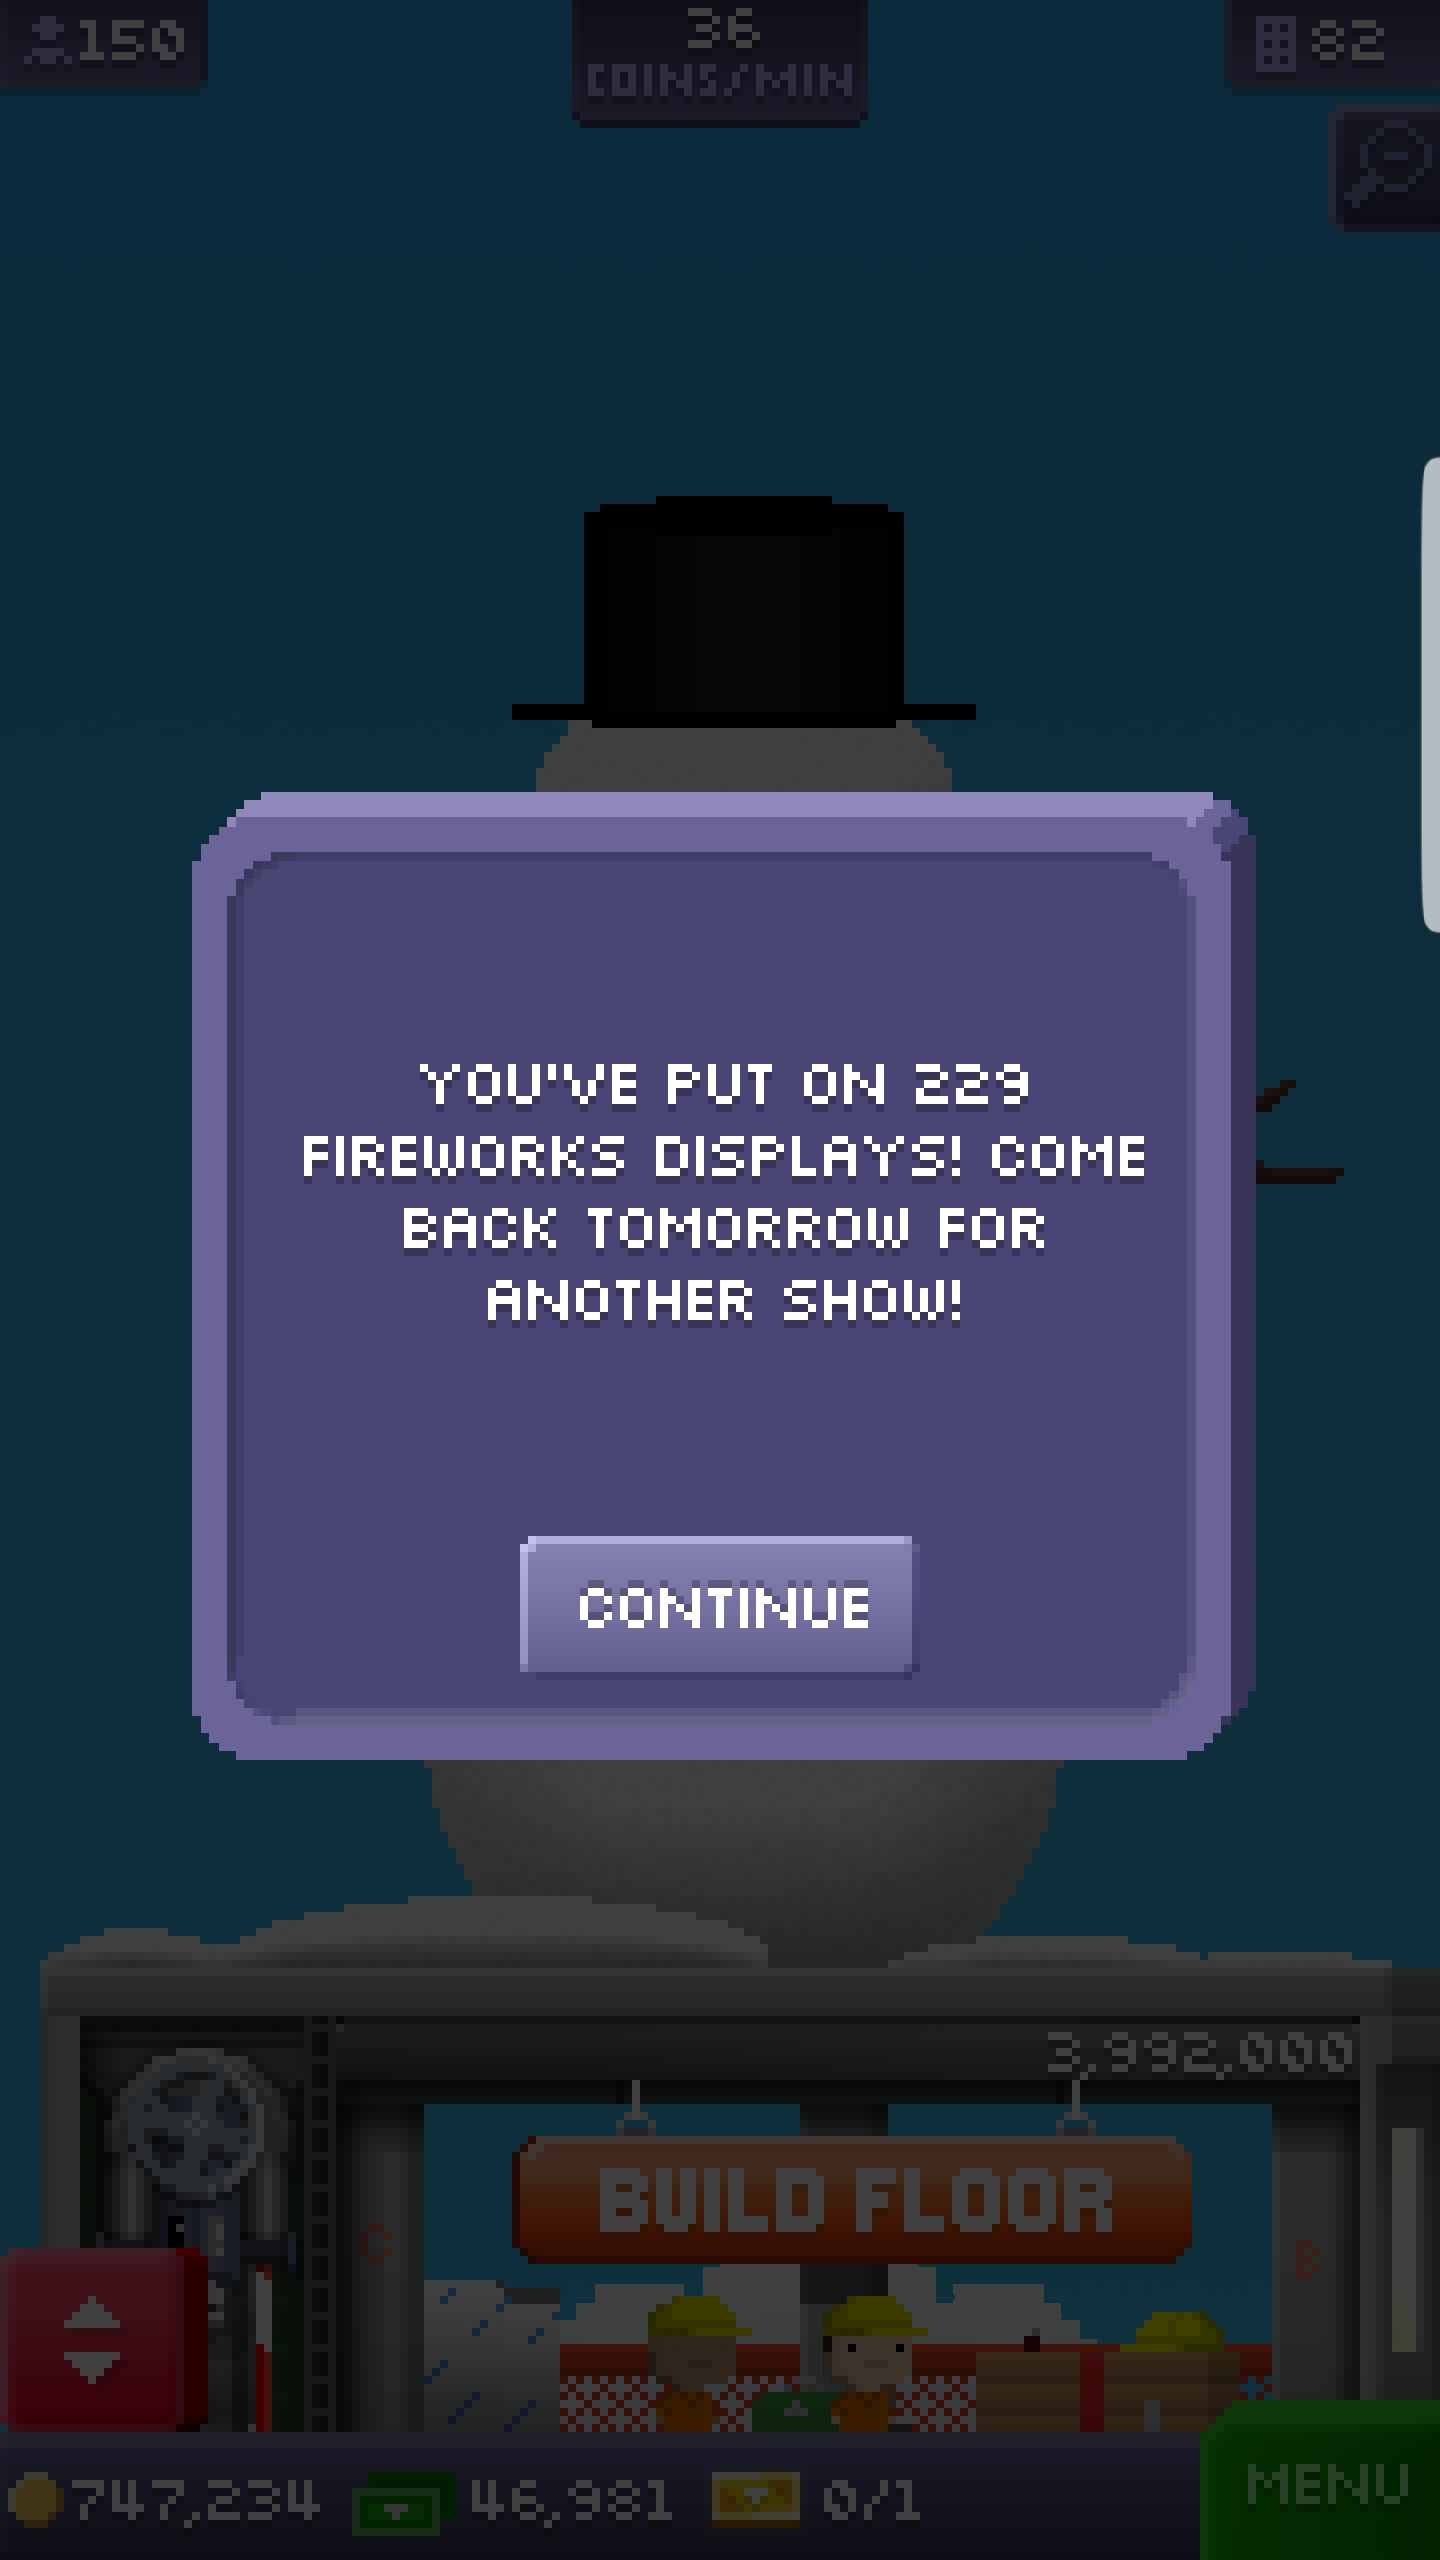 150
36
COINS/MIN
82
YOU'VE PUT ON 229
FIREWORKS DISPLAYS! COME
BACK TOMORROW FOR
ANOTHER SHOW!
CONTINUE
3,992,000
BUILD FLOOR
C
B
747,234
46,981
0/1
MENU